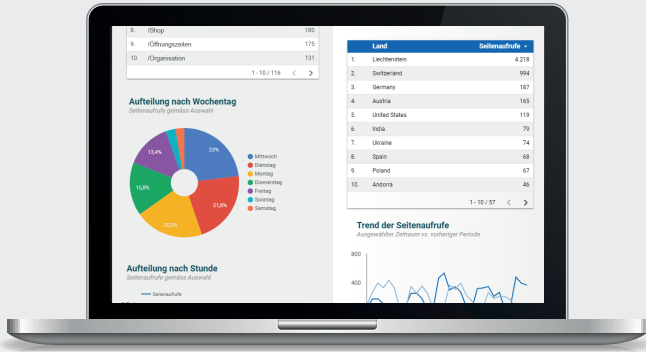 8. /Shop 180
9. /Öffnungszeiten 175
10. /Organisation 131
1 - 10 / 116 < >
Aufteilung nach Wochentag
Seitenaufrufe gemäss Auswahl
23%
21,8%
20,2%
15,8%
13,4%
Mittwoch
Dienstag
Montag
Donnerstag
Freitag
Sonntag
Samstag
Aufteilung nach Stunde
Seitenaufrufe gemäss Auswahl
Seitenaufrufe
Land Seitenaufrufe
1. Liechtenstein 4.218
2. Switzerland 994
3. Germany 187
4. Austria 165
5. United States 119
6. India 79
7. Ukraine 74
8. Spain 68
9. Poland 67
10. Andorra 46
1 - 10 / 57 < >
Trend der Seitenaufrufe
Ausgewählter Zeitraum vs. vorheriger Periode
800
400